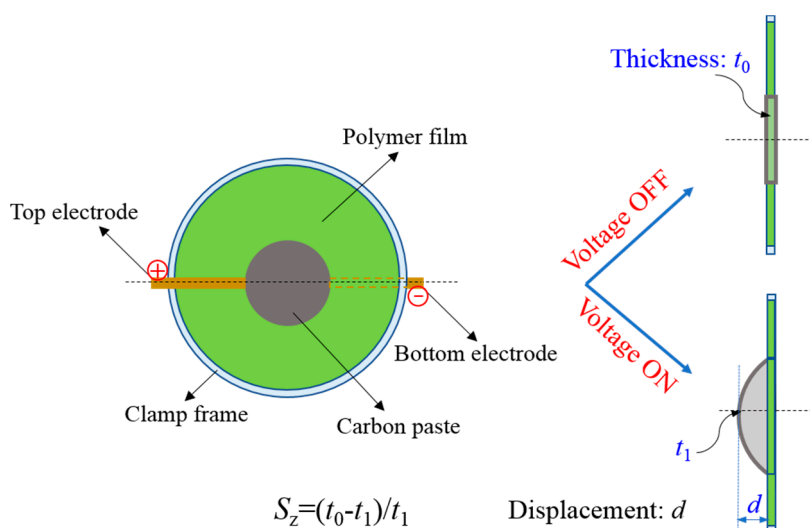 Thickness: t₀
Polymer film
Top electrode
+
Voltage OFF
−
Voltage ON
Bottom electrode
Clamp frame
Carbon paste
t₁
S_z=(t₀-t₁)/t₁
Displacement: d
d